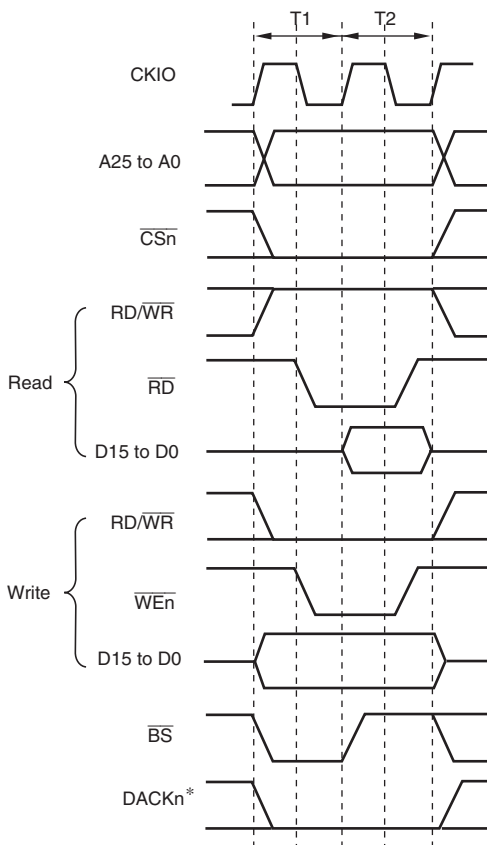 T1 T2
CKIO
A25 to A0
CSn
RD/WR
Read
RD
D15 to D0
RD/WR
Write
WEn
D15 to D0
BS
DACKn*